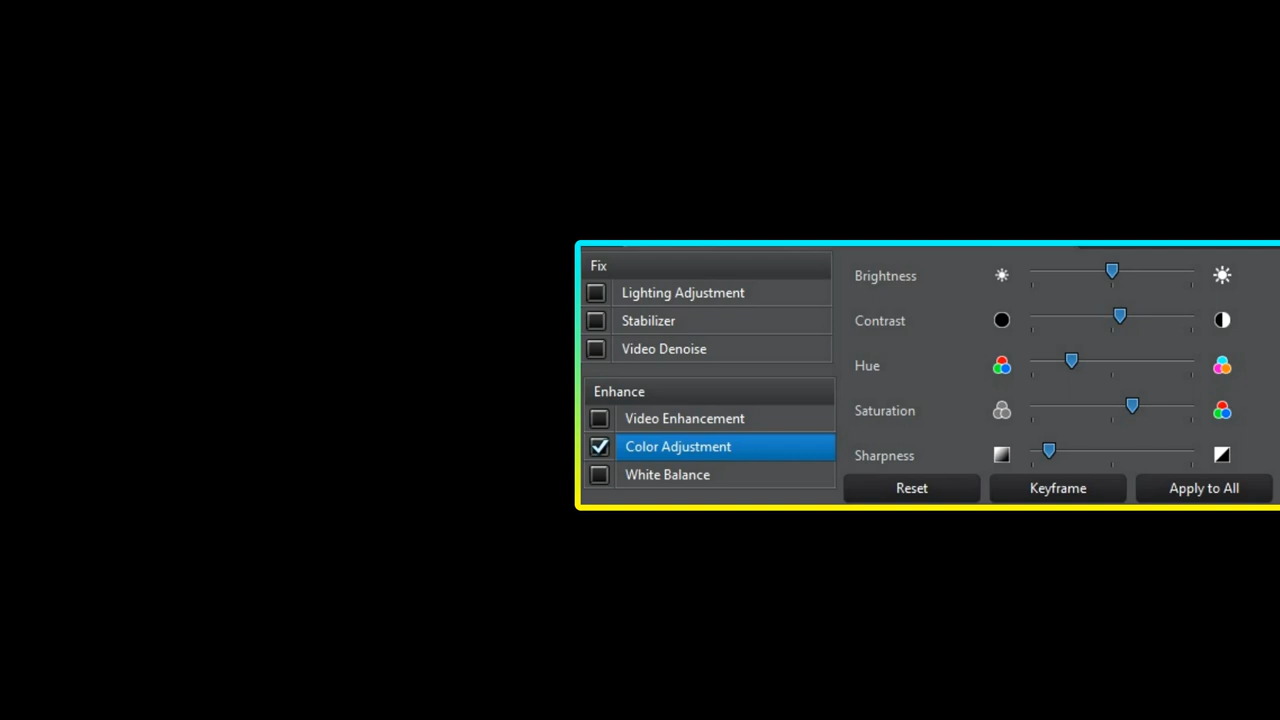 Fix
Lighting Adjustment
Stabilizer
Video Denoise
Enhance
Video Enhancement
Color Adjustment
White Balance
Brightness
Contrast
Hue
Saturation
Sharpness
Reset
Keyframe
Apply to All